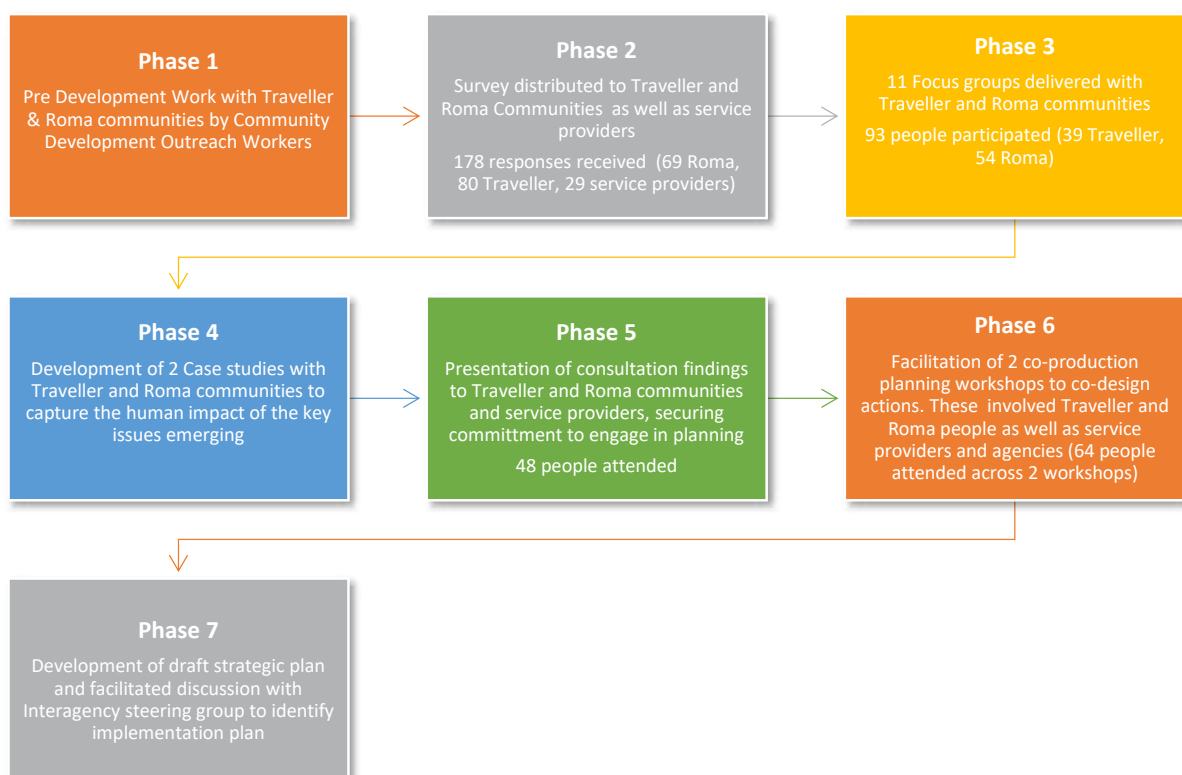 Phase 1
Pre Development Work with Traveller
& Roma communities by Community
Development Outreach Workers
Phase 2
Survey distributed to Traveller and
Roma Communities as well as service
providers
178 responses received (69 Roma,
80 Traveller, 29 service providers)
Phase 3
11 Focus groups delivered with
Traveller and Roma communities
93 people participated (39 Traveller,
54 Roma)
Phase 4
Development of 2 Case studies with
Traveller and Roma communities to
capture the human impact of the key
issues emerging
Phase 5
Presentation of consultation findings
to Traveller and Roma communities
and service providers, securing
committment to engage in planning
48 people attended
Phase 6
Facilitation of 2 co-production
planning workshops to co-design
actions. These involved Traveller and
Roma people as well as service
providers and agencies (64 people
attended across 2 workshops)
Phase 7
Development of draft strategic plan
and facilitated discussion with
Interagency steering group to identify
implementation plan